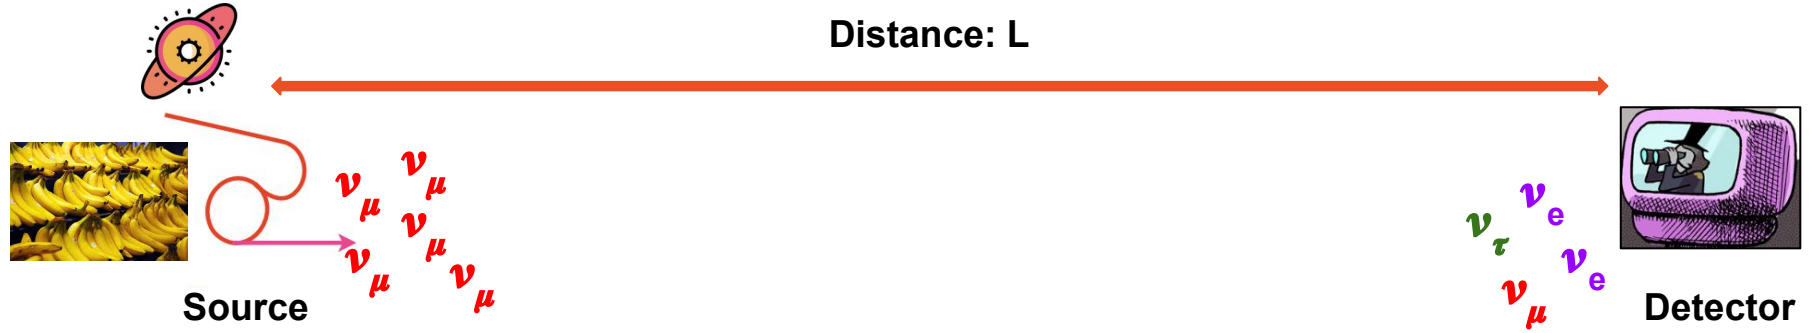 Distance: L
ν_μ
ν_μ
ν_μ
ν_μ
ν_μ
Source
ν_e
ν_τ
ν_e
ν_μ
Detector